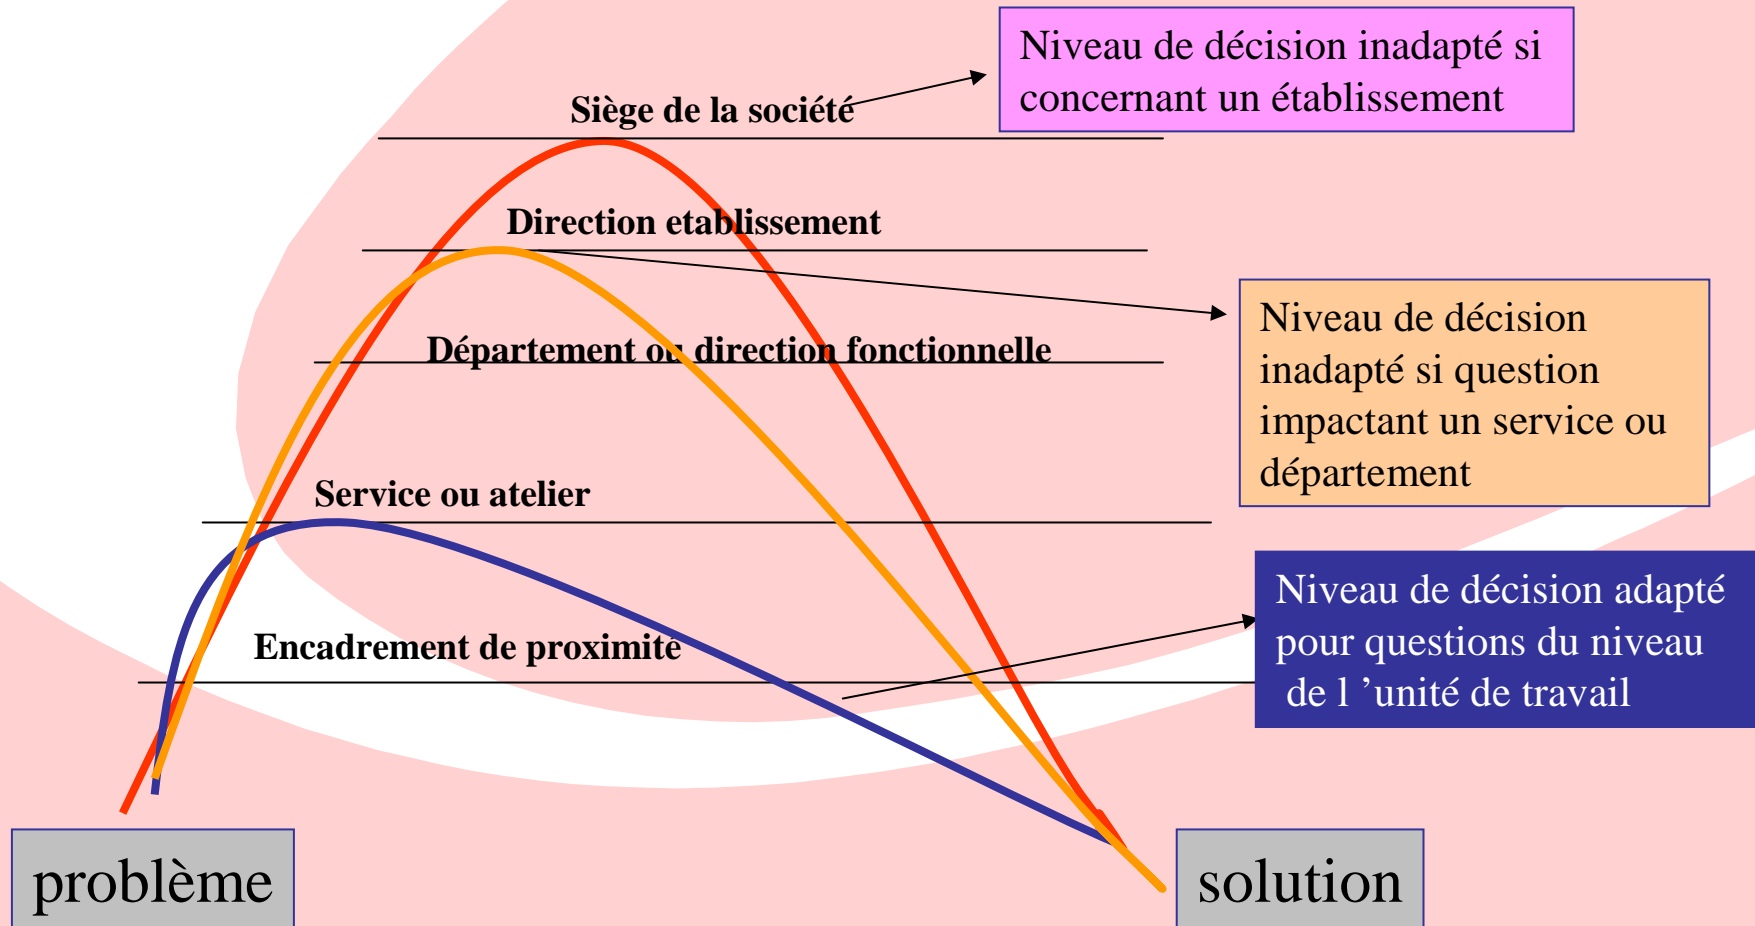 Niveau de décision inadapté si
concernant un établissement
Siège de la société
Direction etablissement
Niveau de décision
inadapté si question
impactant un service ou
département
Département ou direction fonctionnelle
Service ou atelier
Niveau de décision adapté
pour questions du niveau
de l ’unité de travail
Encadrement de proximité
problème
solution